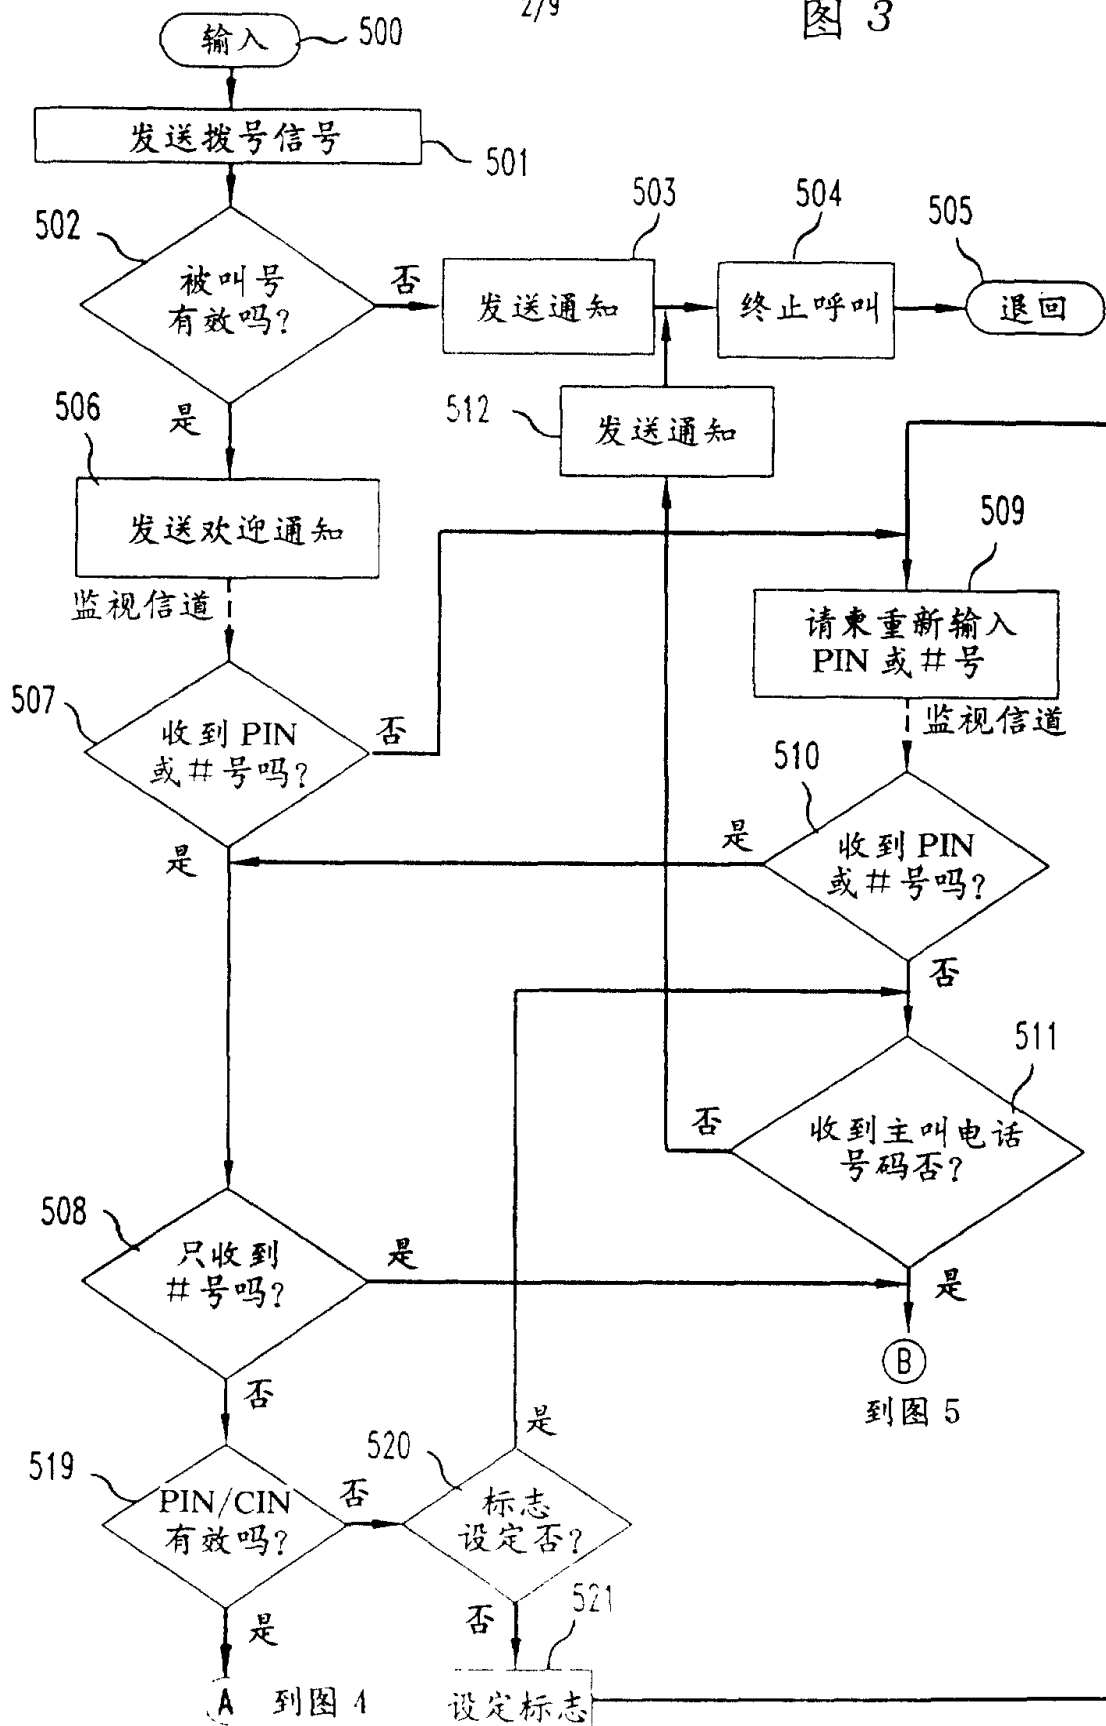 2/9
图 3
输入
500
发送拨号信号
501
502
被叫号
有效吗?
否
503
发送通知
504
终止呼叫
505
退回
是
512
发送通知
506
发送欢迎通知
监视信道
509
请柬重新输入
PIN 或#号
监视信道
507
收到 PIN
或#号吗?
否
是
510
收到 PIN
或#号吗?
是
否
511
收到主叫电话
号码否?
否
是
508
只收到
#号吗?
是
否
B
到图 5
519
PIN/CIN
有效吗?
否
是
520
标志
设定否?
是
否
521
设定标志
A 到图